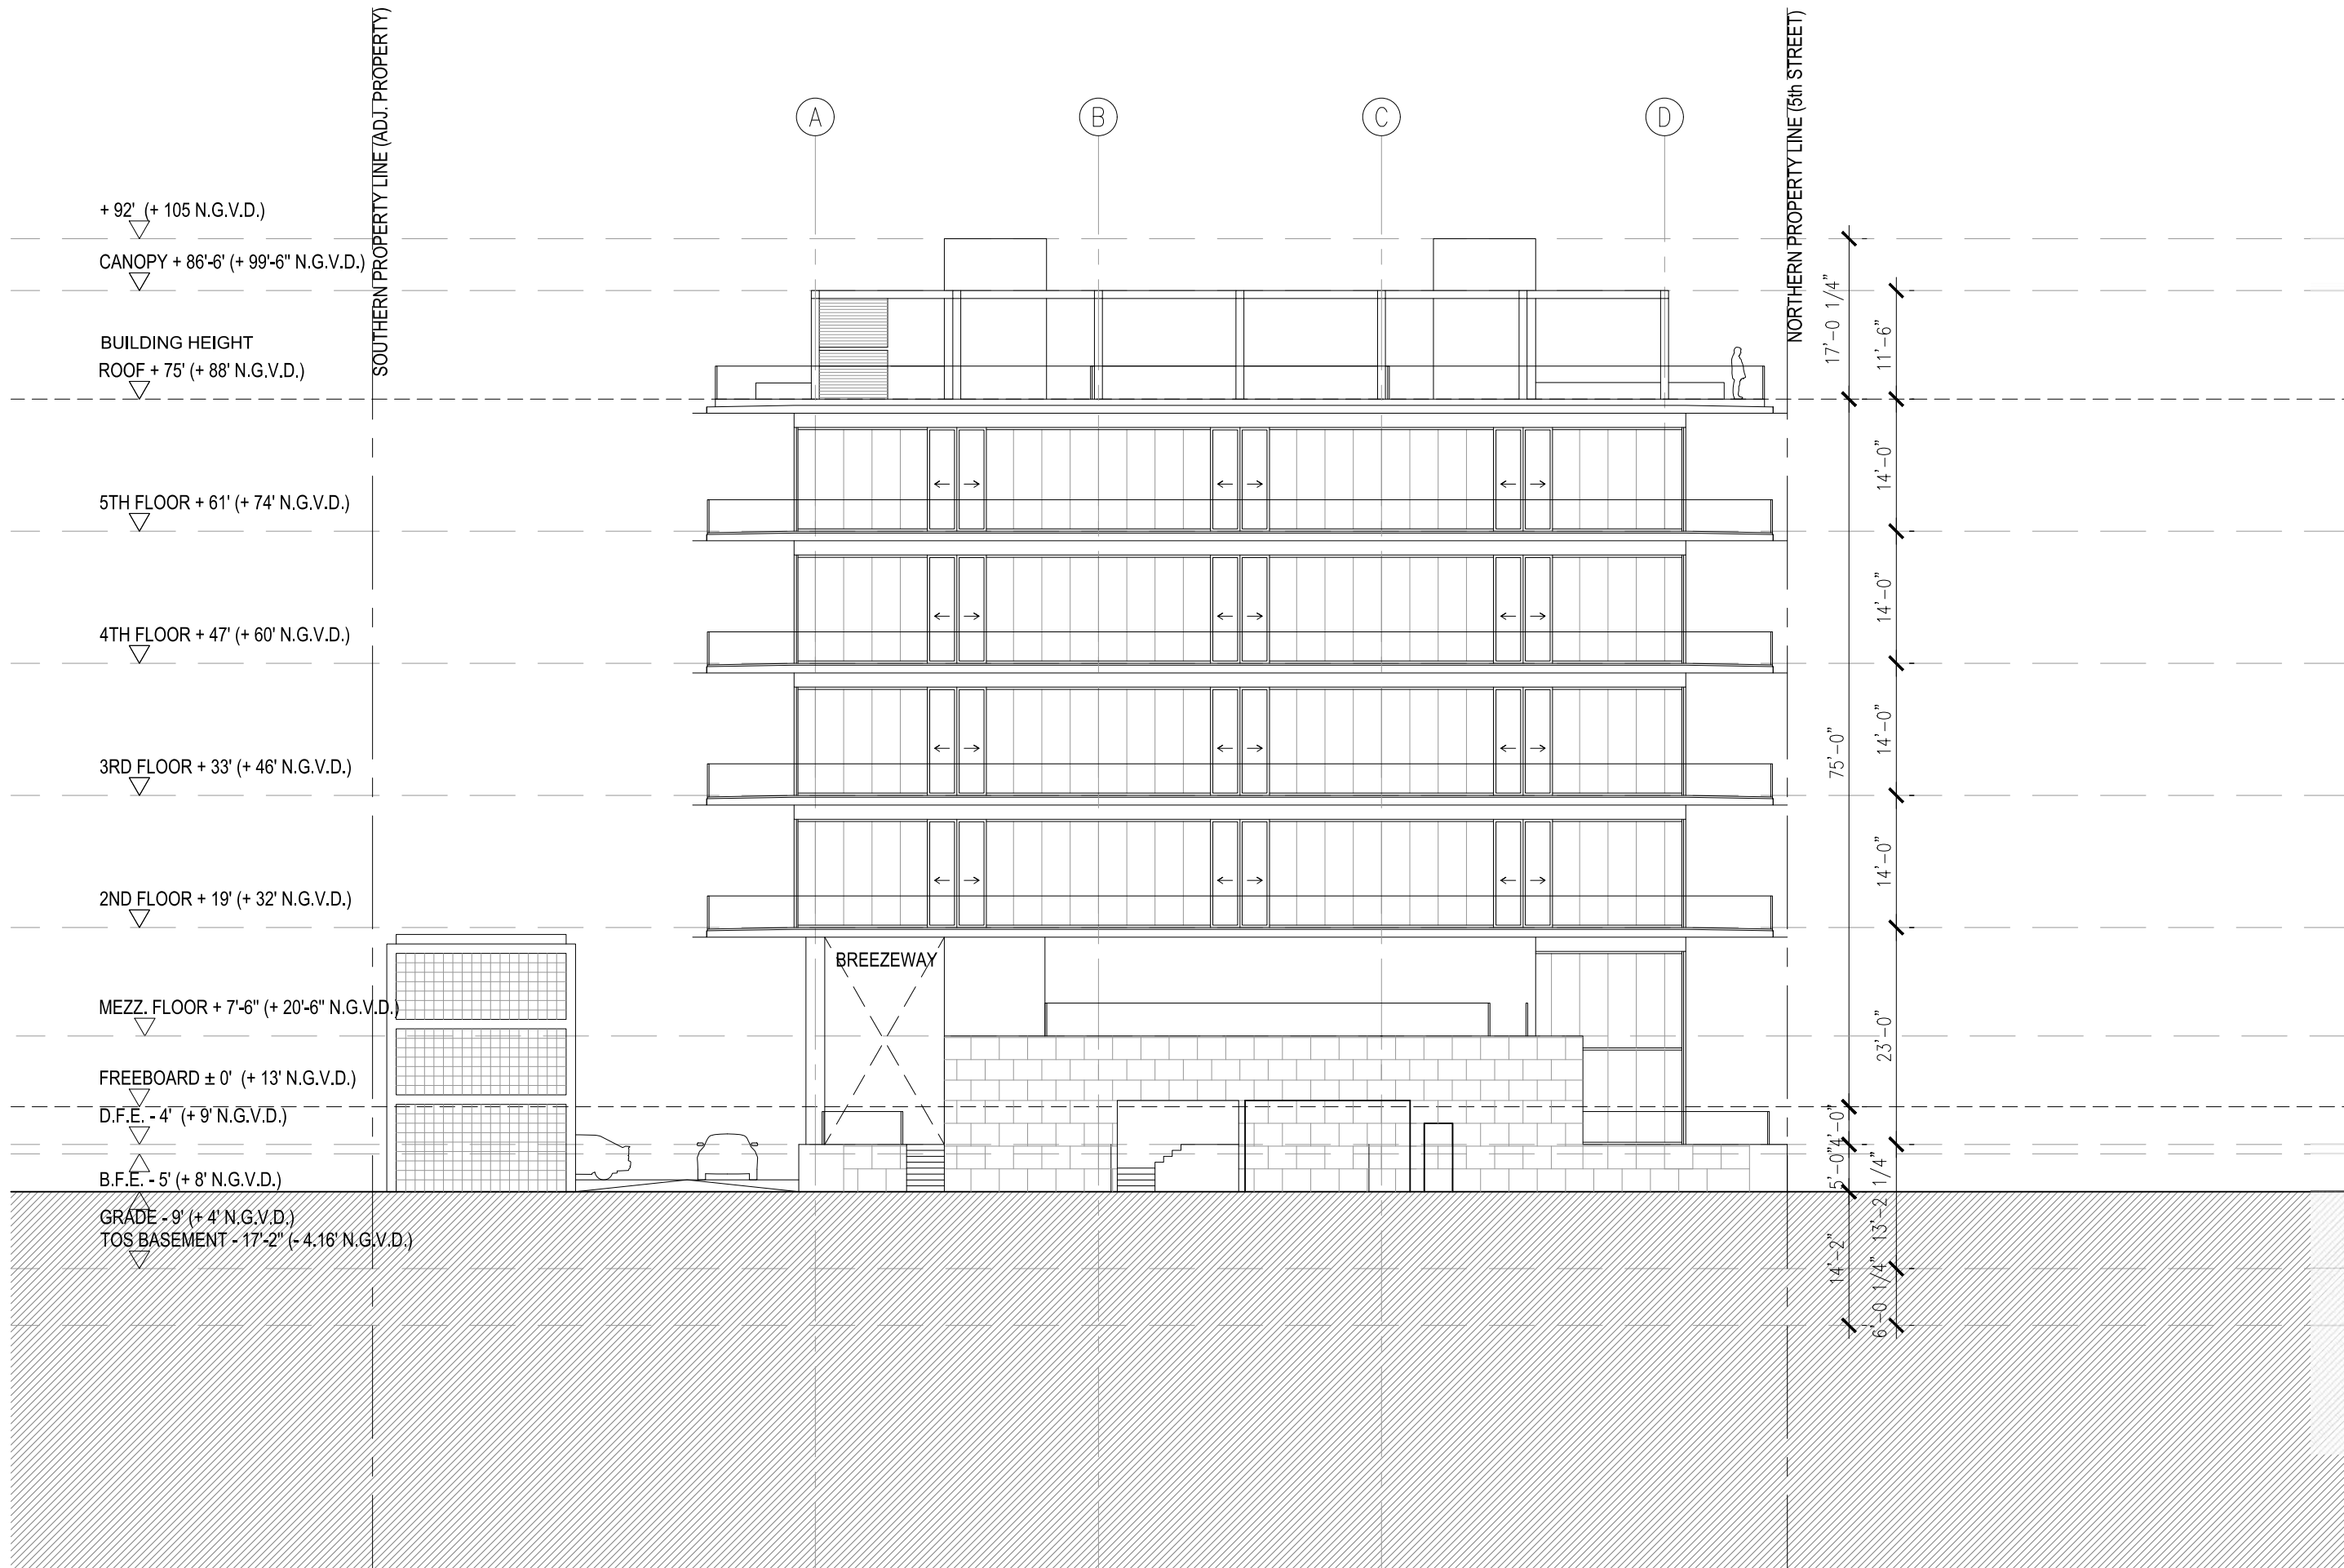 SOUTHERN PROPERTY LINE (ADJ. PROPERTY)
NORTHERN PROPERTY LINE (5th STREET)
A
B
C
D
+ 92' (+ 105 N.G.V.D.)
CANOPY + 86'-6' (+ 99'-6" N.G.V.D.)
BUILDING HEIGHT
ROOF + 75' (+ 88' N.G.V.D.)
5TH FLOOR + 61' (+ 74' N.G.V.D.)
4TH FLOOR + 47' (+ 60' N.G.V.D.)
3RD FLOOR + 33' (+ 46' N.G.V.D.)
2ND FLOOR + 19' (+ 32' N.G.V.D.)
BREEZEWAY
MEZZ. FLOOR + 7'-6" (+ 20'-6" N.G.V.D.)
FREEBOARD ± 0' (+ 13' N.G.V.D.)
D.F.E. - 4' (+ 9' N.G.V.D.)
B.F.E. - 5' (+ 8' N.G.V.D.)
GRADE - 9' (+ 4' N.G.V.D.)
TOS BASEMENT - 17'-2" (- 4.16' N.G.V.D.)
17'-0 1/4"
75'-0"
4'-0"
5'-0"
14'-2"
11'-6"
14'-0"
14'-0"
14'-0"
14'-0"
23'-0"
13'-2 1/4"
6'-0 1/4"